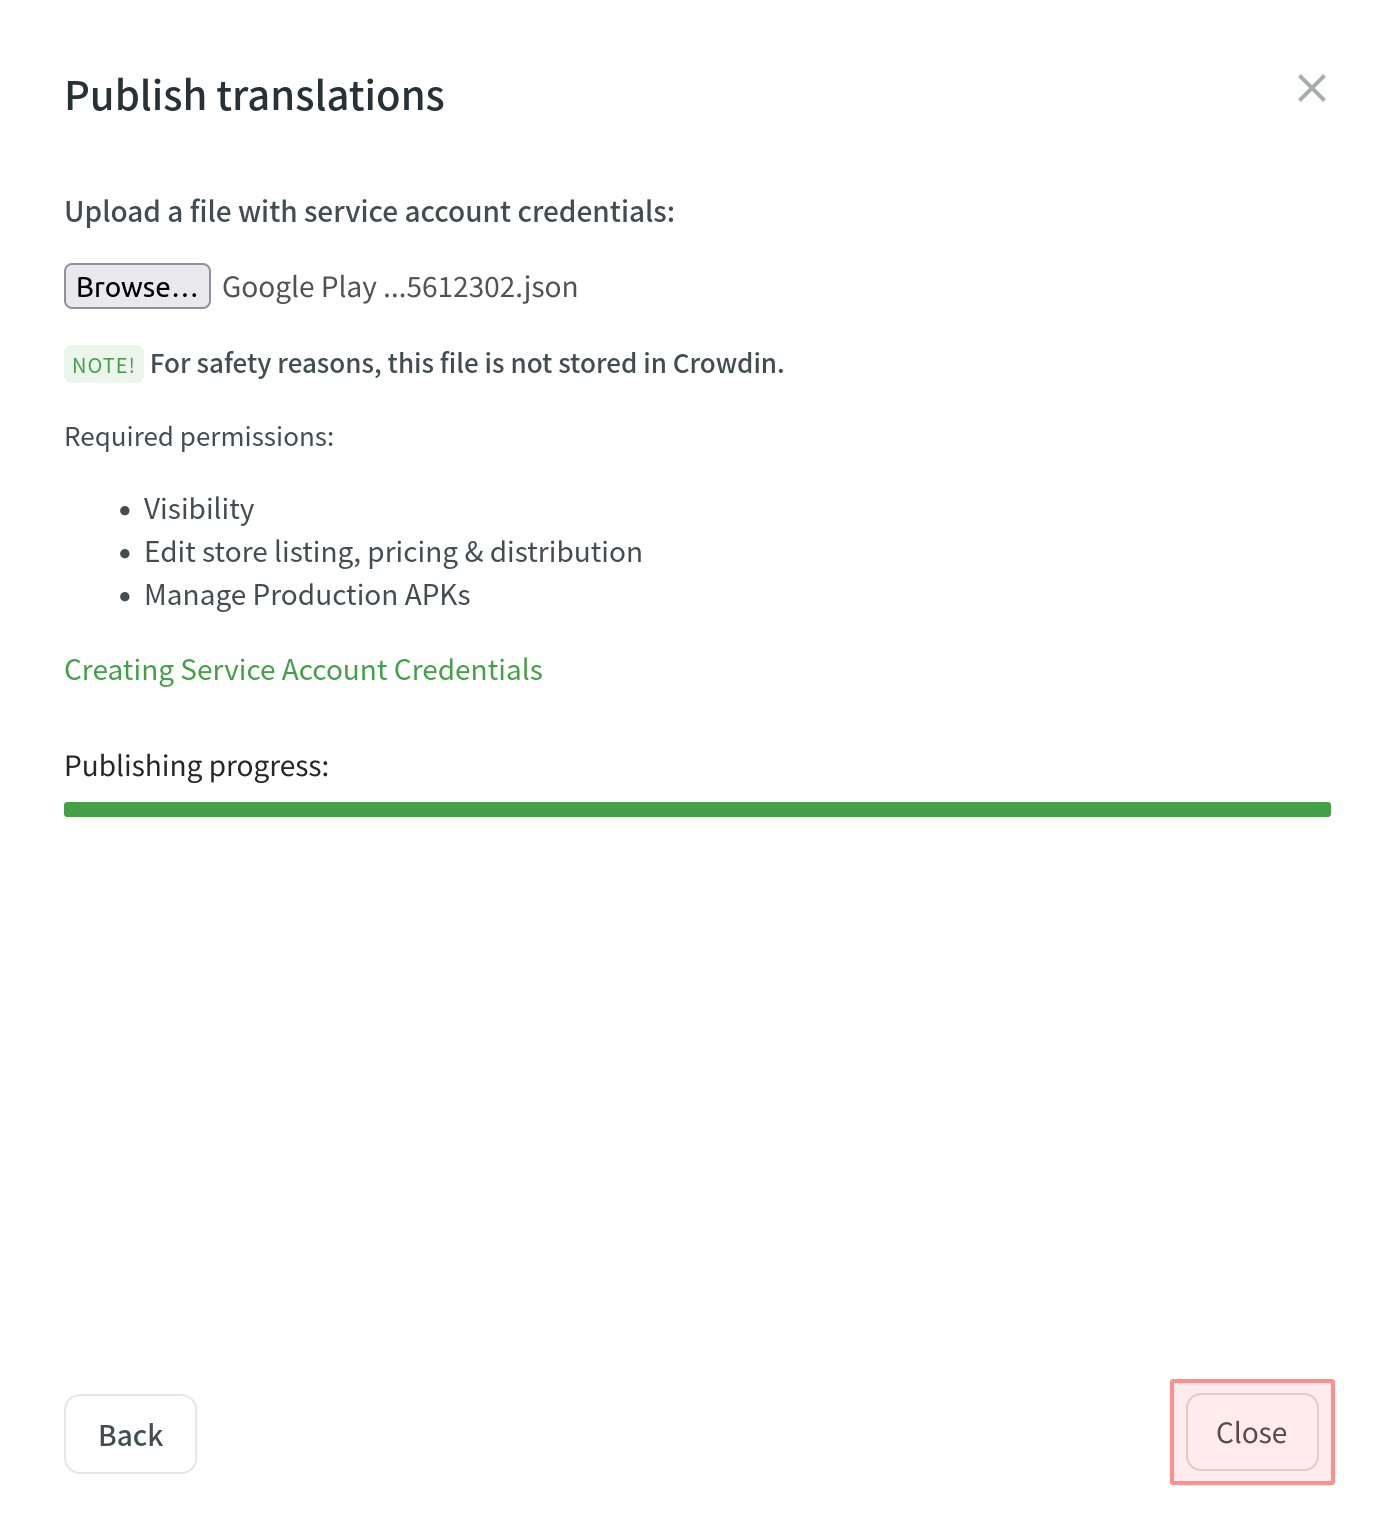 Publish translations
Upload a file with service account credentials:
Browse... Google Play ...5612302.json
NOTE! For safety reasons, this file is not stored in Crowdin.
Required permissions:
• Visibility
• Edit store listing, pricing & distribution
• Manage Production APKs
Creating Service Account Credentials
Publishing progress:
Back
Close